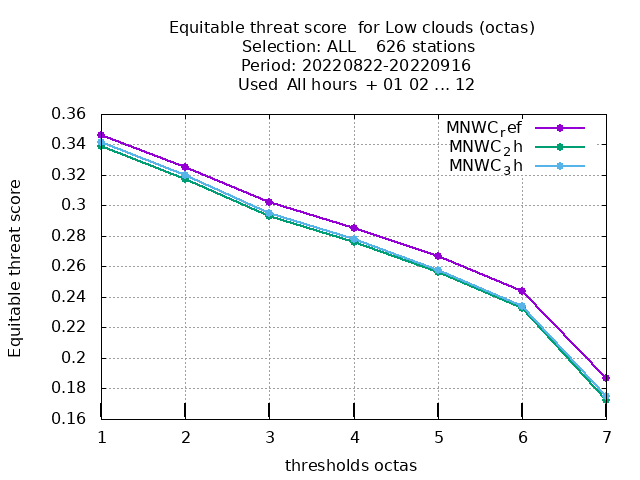 Equitable threat score  for Low clouds (octas)
Selection: ALL    626 stations
Period: 20220822-20220916
Used  All hours  + 01 02 ... 12
0.36
0.34
0.32
0.3
0.28
0.26
0.24
0.22
0.2
0.18
0.16
Equitable threat score
MNWC_ref
MNWC_2h
MNWC_3h
1 2 3 4 5 6 7
thresholds octas